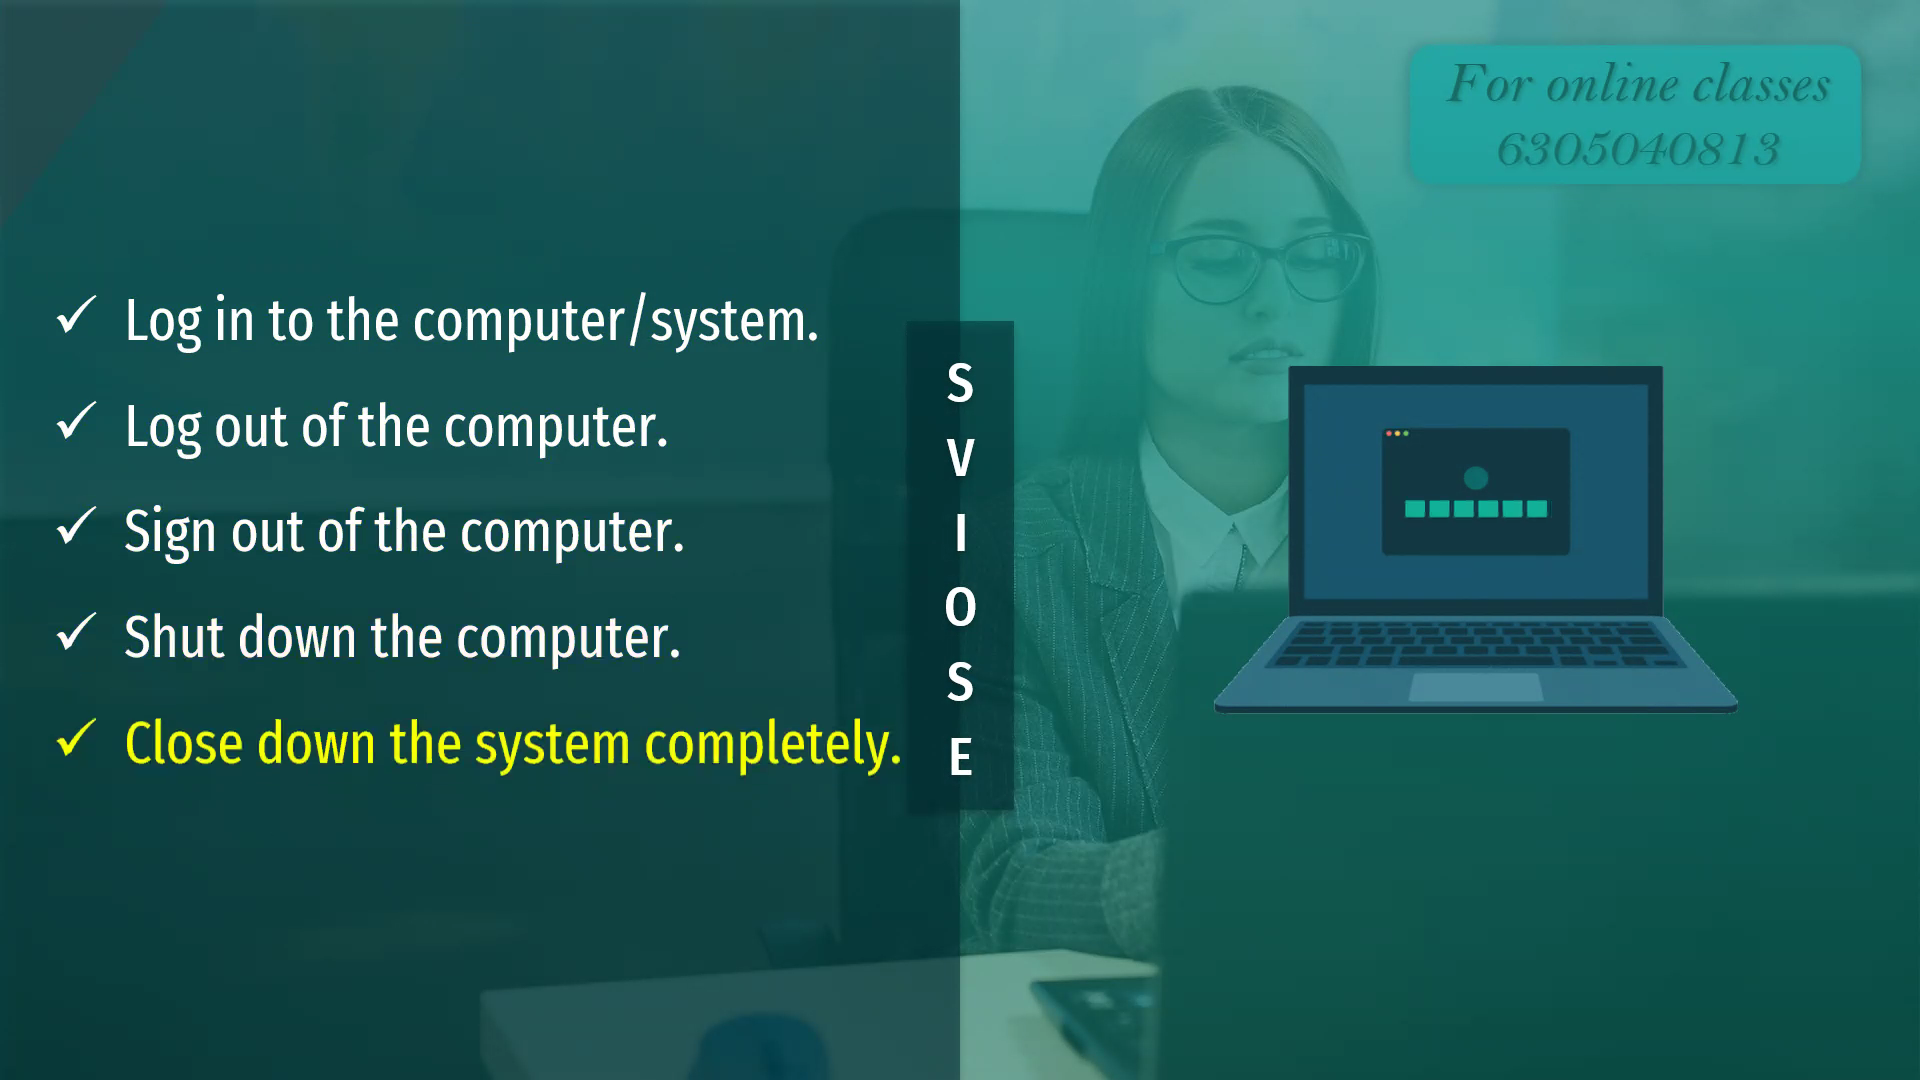 For online classes
6305040813
✓ Log in to the computer/system.
✓ Log out of the computer.
✓ Sign out of the computer.
✓ Shut down the computer.
✓ Close down the system completely.
S
V
I
O
S
E